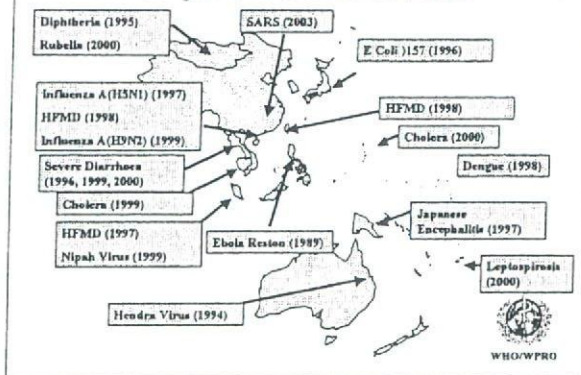 Diphtheria (1995)
Rubella (2000)
SARS (2003)
E Coli )157 (1996)
Influenza A(H5N1) (1997)
HFMD (1998)
Influenza A(H9N2) (1999)
HFMD (1998)
Cholera (2000)
Severe Diarrhoea
(1996, 1999, 2000)
Dengue (1998)
Cholera (1999)
HFMD (1997)
Nipah Virus (1999)
Ebola Reston (1989)
Japanese
Encephalitis (1997)
Leptospirosis
(2000)
Hendra Virus (1994)
WHO/WPRO